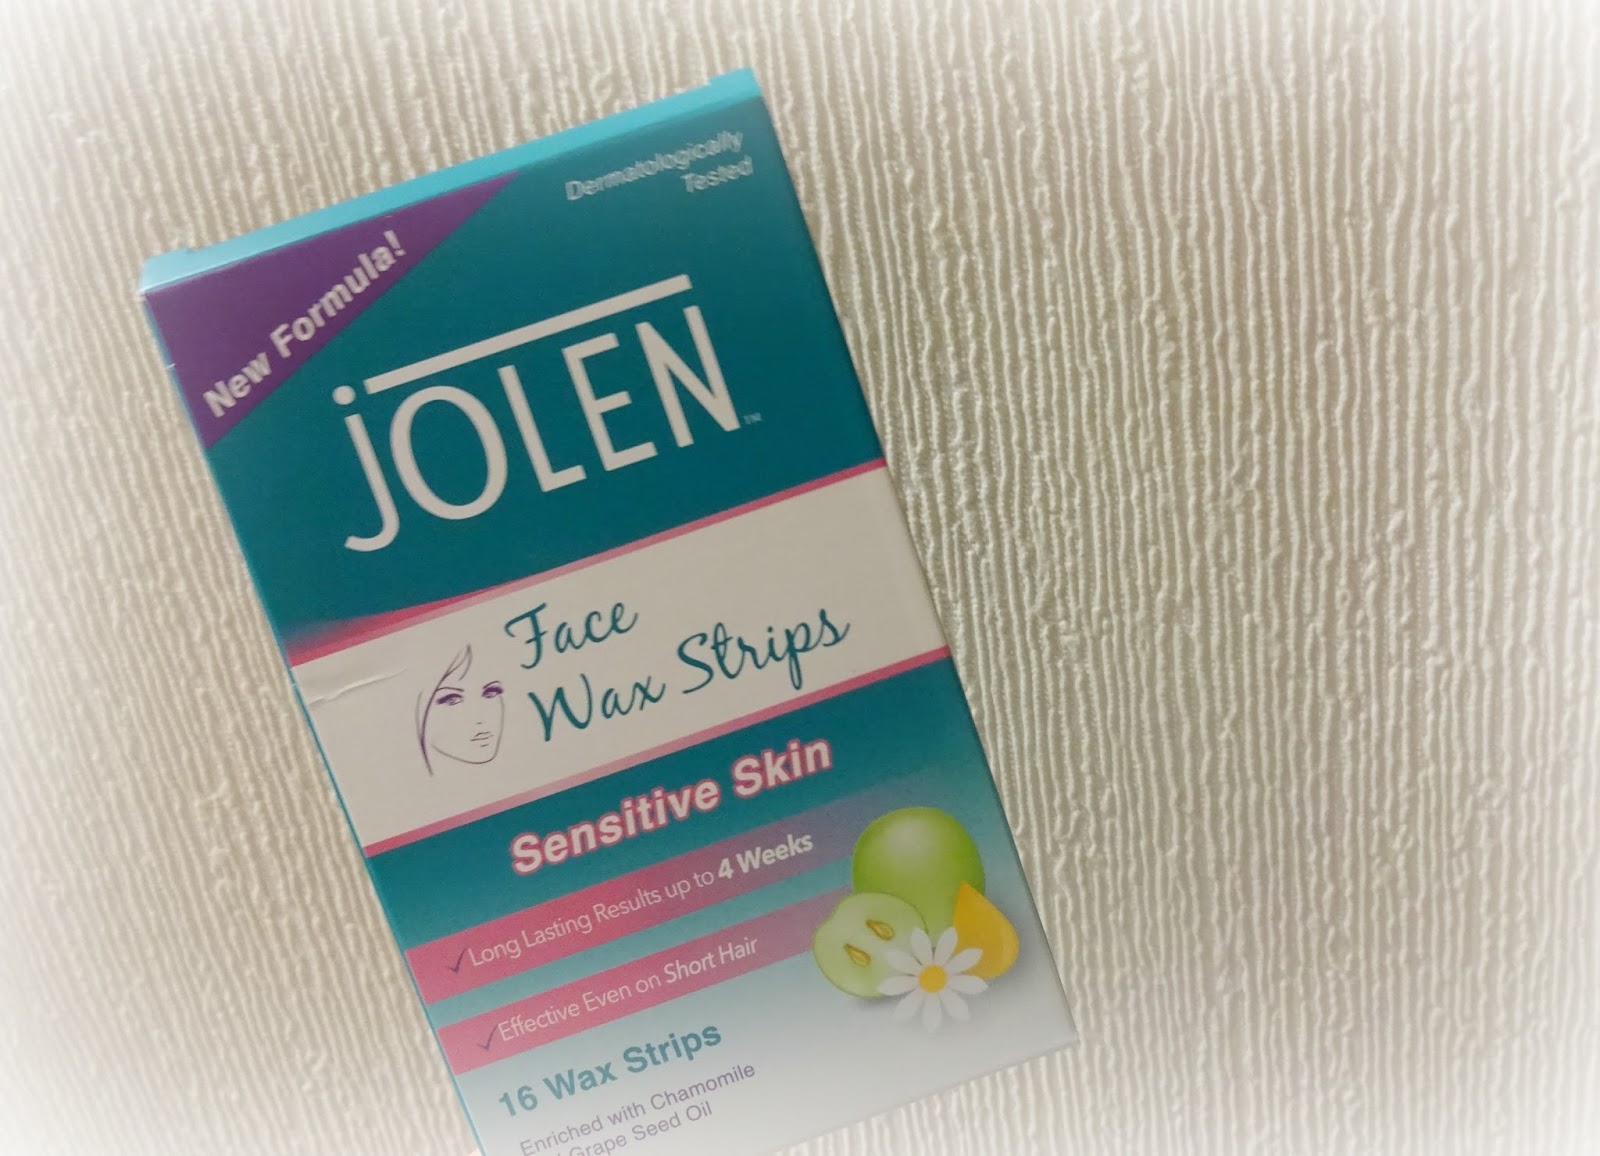 Dermatologically
Tested
New Formula!
jOLEN™
Face
Wax Strips
Sensitive Skin
Long Lasting Results up to 4 Weeks
Effective Even on Short Hair
16 Wax Strips
Enriched with Chamomile
Grape Seed Oil